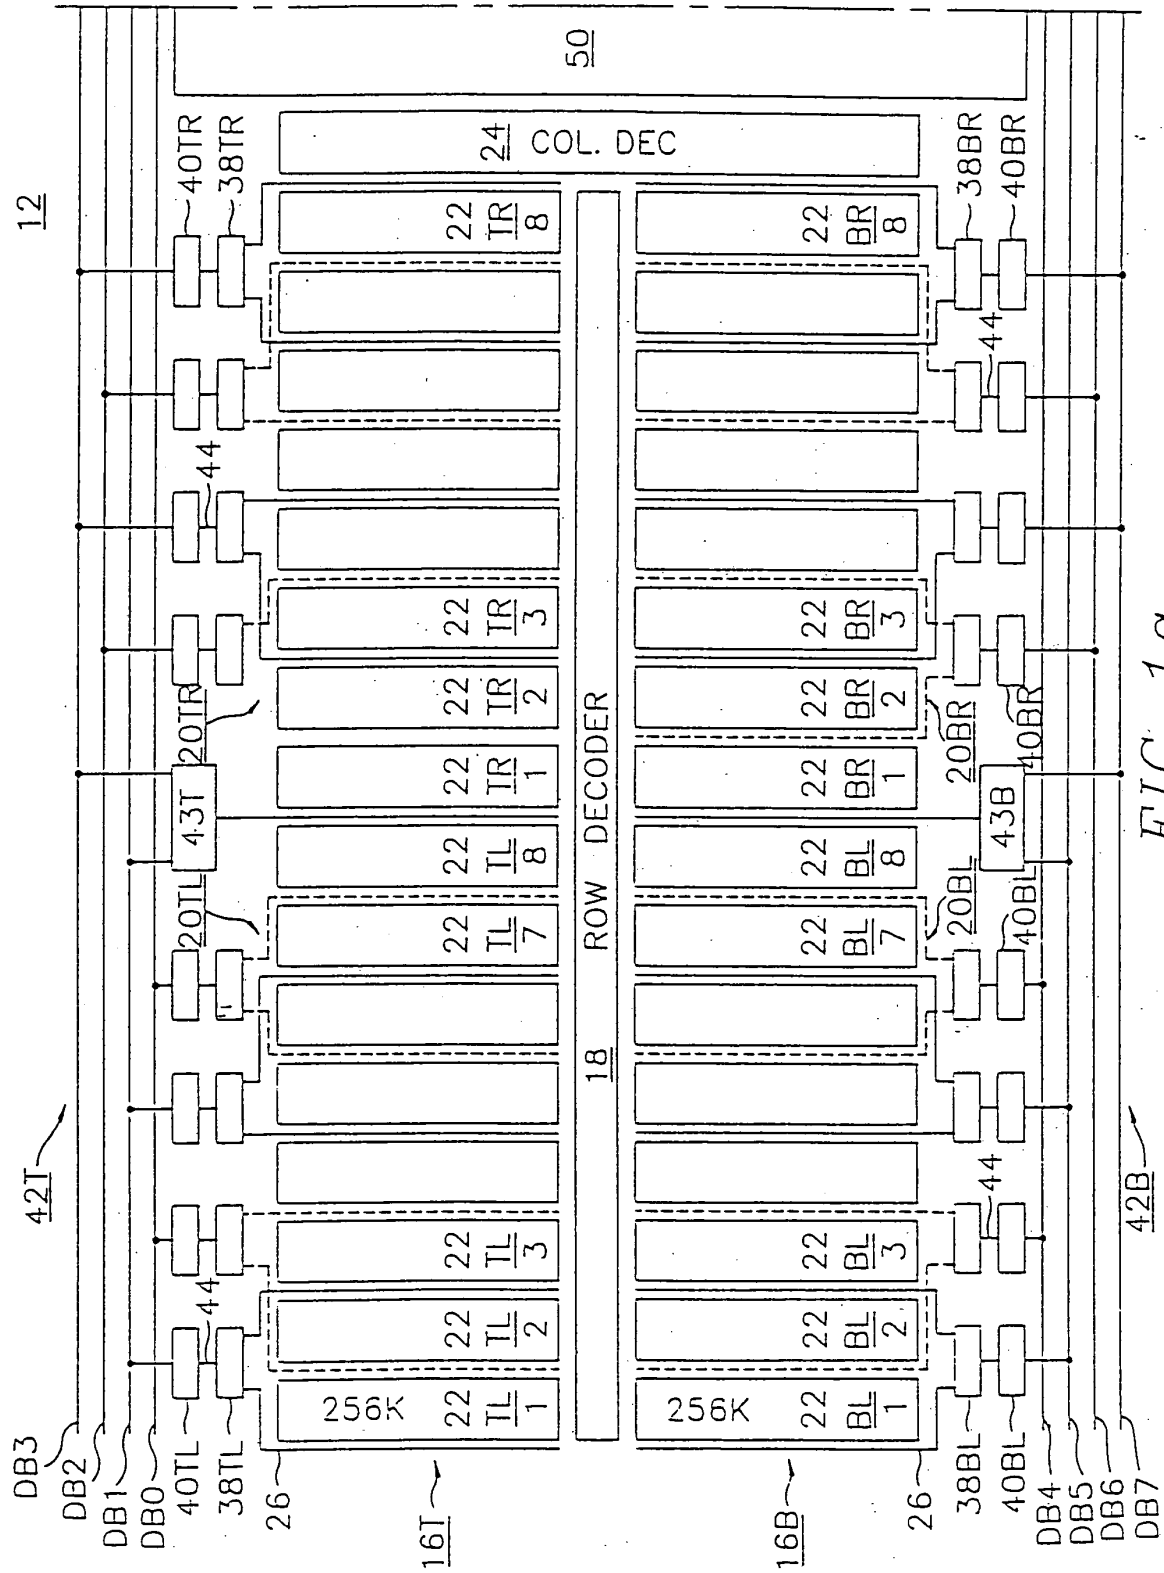 12
42T
DB3
DB2
DB1
DB0
40TL
44
20TL
43T
20TR
44
40TR
38TL
38TR
26
16T
256K
22 TL 1
22 TL 2
22 TL 3
22 TL 7
22 TL 8
22 TR 1
22 TR 2
22 TR 3
22 TR 8
24 COL. DEC
50
18 ROW DECODER
16B
256K
22 BL 1
22 BL 2
22 BL 3
22 BL 7
22 BL 8
22 BR 1
22 BR 2
22 BR 3
22 BR 8
26
38BL
44
20BL
20BR
44
38BR
40BL
40BL
43B
40BR
40BR
DB4
DB5
DB6
DB7
42B